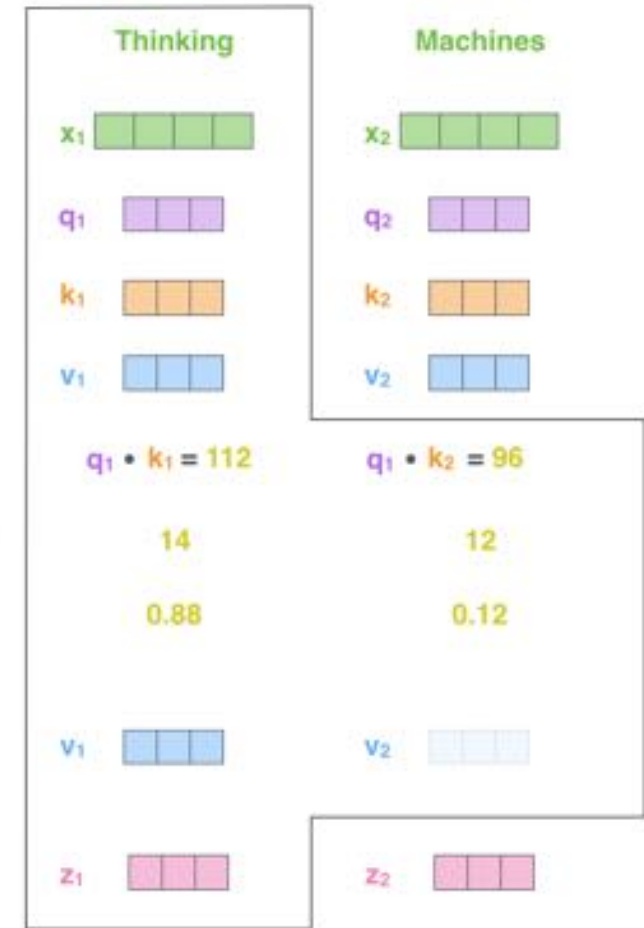 Thinking Machines
x₁ x₂
q₁ q₂
k₁ k₂
v₁ v₂
q₁ • k₁ = 112 q₁ • k₂ = 96
14 12
0.88 0.12
v₁ v₂
z₁ z₂